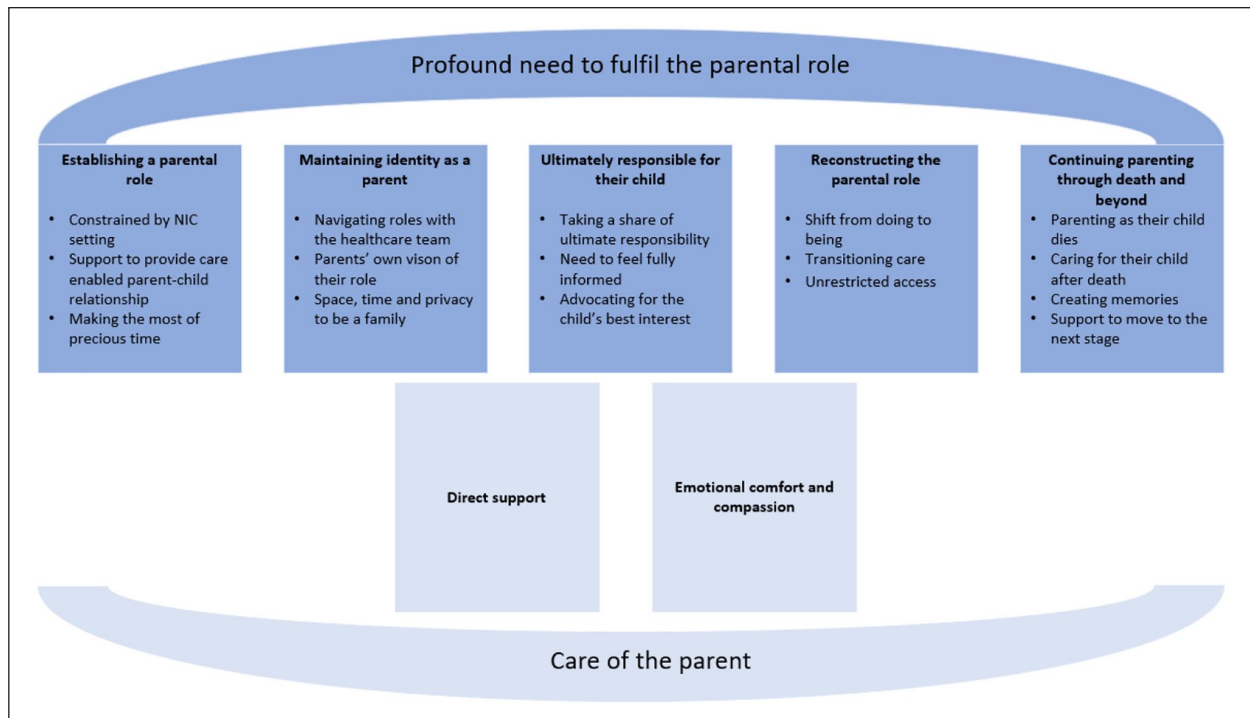 Profound need to fulfil the parental role
Establishing a parental
role
• Constrained by NIC
setting
• Support to provide care
enabled parent-child
relationship
• Making the most of
precious time
Maintaining identity as a
parent
• Navigating roles with
the healthcare team
• Parents’ own vison of
their role
• Space, time and privacy
to be a family
Ultimately responsible for
their child
• Taking a share of
ultimate responsibility
• Need to feel fully
informed
• Advocating for the
child’s best interest
Reconstructing the
parental role
• Shift from doing to
being
• Transitioning care
• Unrestricted access
Continuing parenting
through death and
beyond
• Parenting as their child
dies
• Caring for their child
after death
• Creating memories
• Support to move to the
next stage
Direct support
Emotional comfort and
compassion
Care of the parent